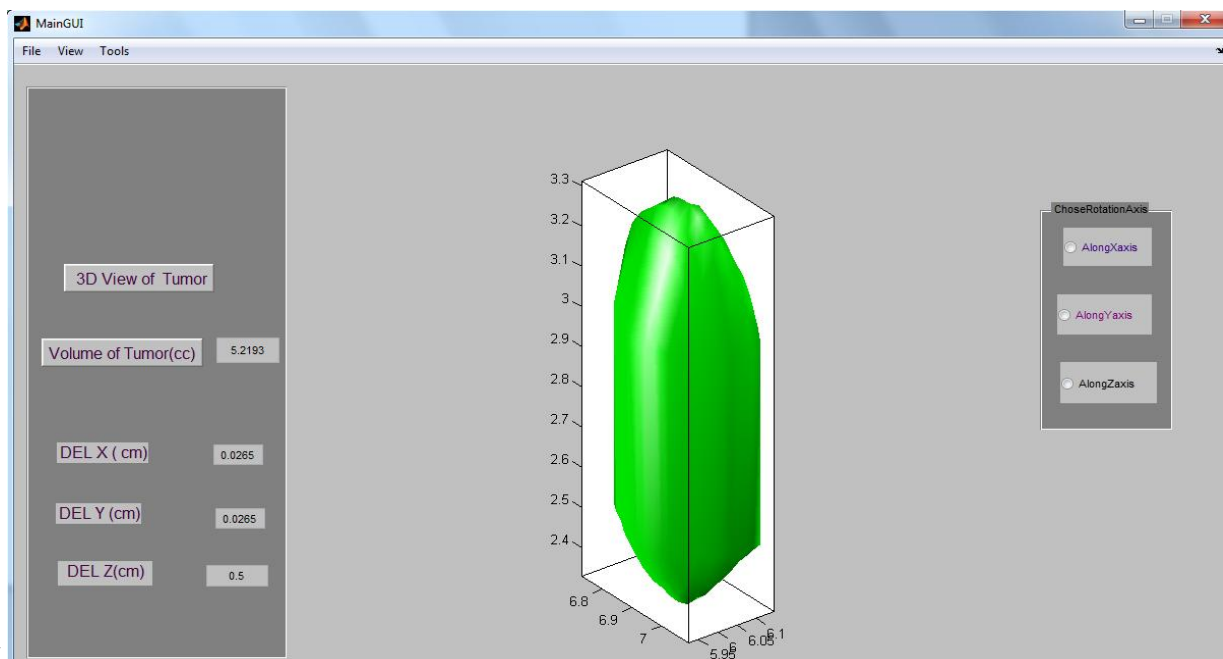 MainGUI
File View Tools
3D View of Tumor
Volume of Tumor(cc) 5.2193
DEL X ( cm) 0.0265
DEL Y (cm) 0.0265
DEL Z(cm) 0.5
3.3
3.2
3.1
3
2.9
2.8
2.7
2.6
2.5
2.4
6.8
6.9
7
5.95
6
6.05
6.1
ChoseRotationAxis
AlongXaxis
AlongYaxis
AlongZaxis